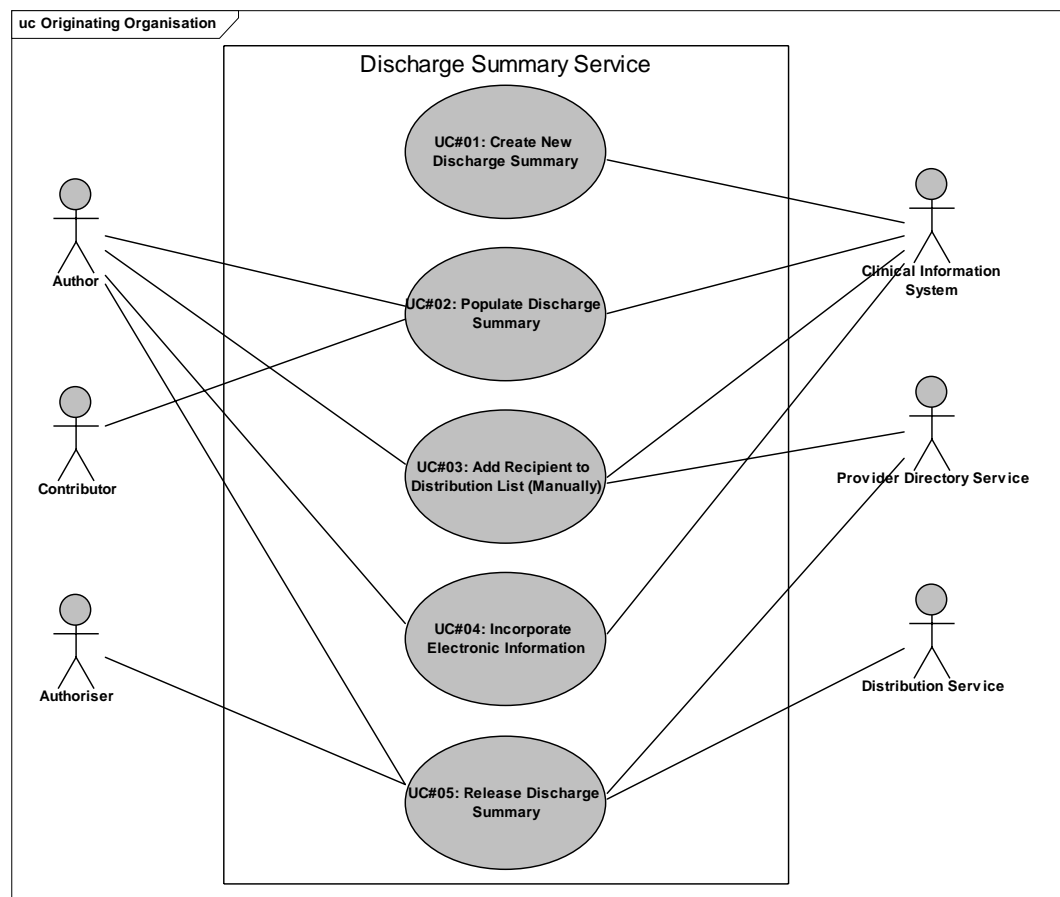 uc Originating Organisation
Discharge Summary Service
UC#01: Create New
Discharge Summary
Author
Clinical Information
System
UC#02: Populate Discharge
Summary
Contributor
UC#03: Add Recipient to
Distribution List (Manually)
Provider Directory Service
Authoriser
UC#04: Incorporate
Electronic Information
Distribution Service
UC#05: Release Discharge
Summary